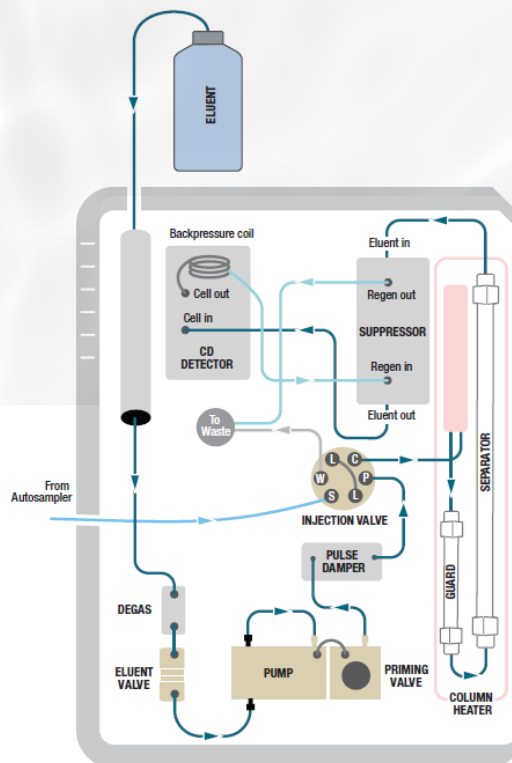 ELUENT
Backpressure coil
Eluent in
Cell out
Regen out
Cell in
SUPPRESSOR
CD
DETECTOR
Regen in
To
Waste
Eluent out
L
C
W
P
S
L
From
Autosampler
INJECTION VALVE
SEPARATOR
PULSE
DAMPER
GUARD
DEGAS
ELUENT
VALVE
PUMP
PRIMING
VALVE
COLUMN
HEATER